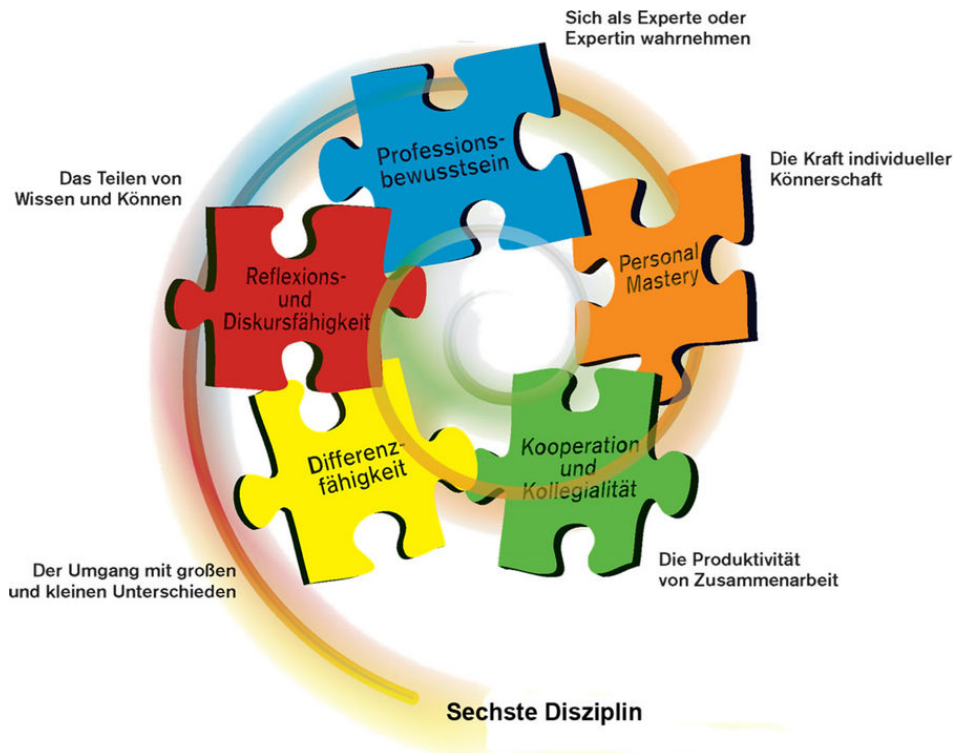 Sich als Experte oder
Expertin wahrnehmen
Professions-
bewusstsein
Die Kraft individueller
Könnerschaft
Personal
Mastery
Das Teilen von
Wissen und Können
Reflexions-
und
Diskursfähigkeit
Differenz-
fähigkeit
Kooperation
und
Kollegialität
Der Umgang mit großen
und kleinen Unterschieden
Die Produktivität
von Zusammenarbeit
Sechste Disziplin